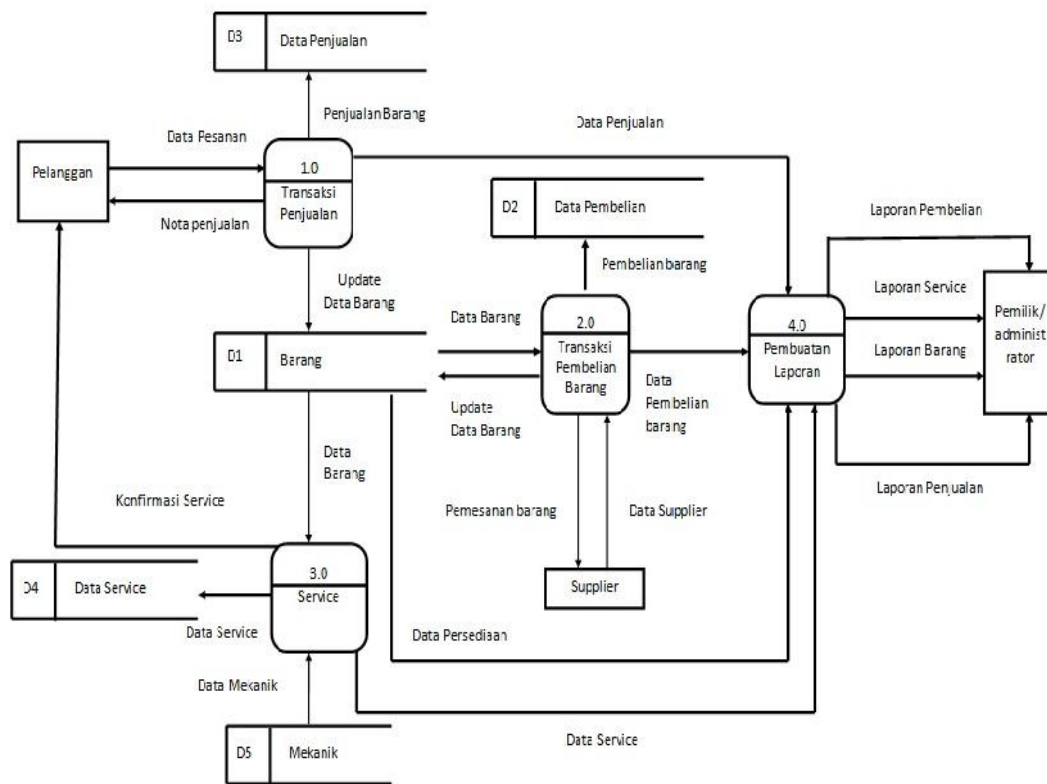 D3
Data Penjualan
Penjualan Barang
Data Penjualan
Data Pesanan
Pelanggan
1.0
Transaksi
Penjualan
Nota penjualan
D2
Data Pembelian
Laporan Pembelian
Pembelian barang
Update
Data Barang
Laporan Service
Data Barang
2.0
Transaksi
Pembelian
Barang
4.0
Pembuatan
Laporan
Pemilik/
administ
rator
D1
Barang
Laporan Barang
Update
Data Barang
Data
Pembelian
barang
Data
Barang
Laporan Penjualan
Konfirmasi Service
Pemesanan barang
Data Supplier
3.0
Service
D4
Data Service
Supplier
Data Service
Data Persediaan
Data Mekanik
Data Service
D5
Mekanik